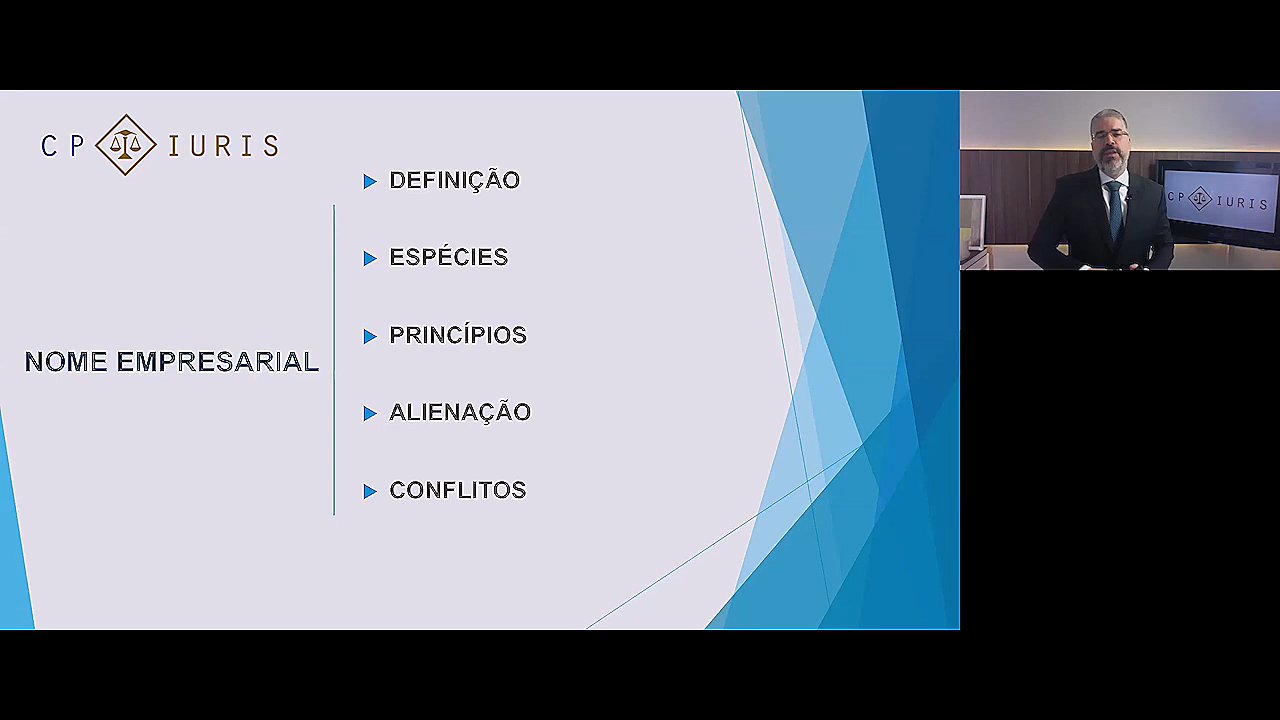 CP IURIS
DEFINIÇÃO
ESPÉCIES
PRINCÍPIOS
ALIENAÇÃO
CONFLITOS
NOME EMPRESARIAL
CP IURIS